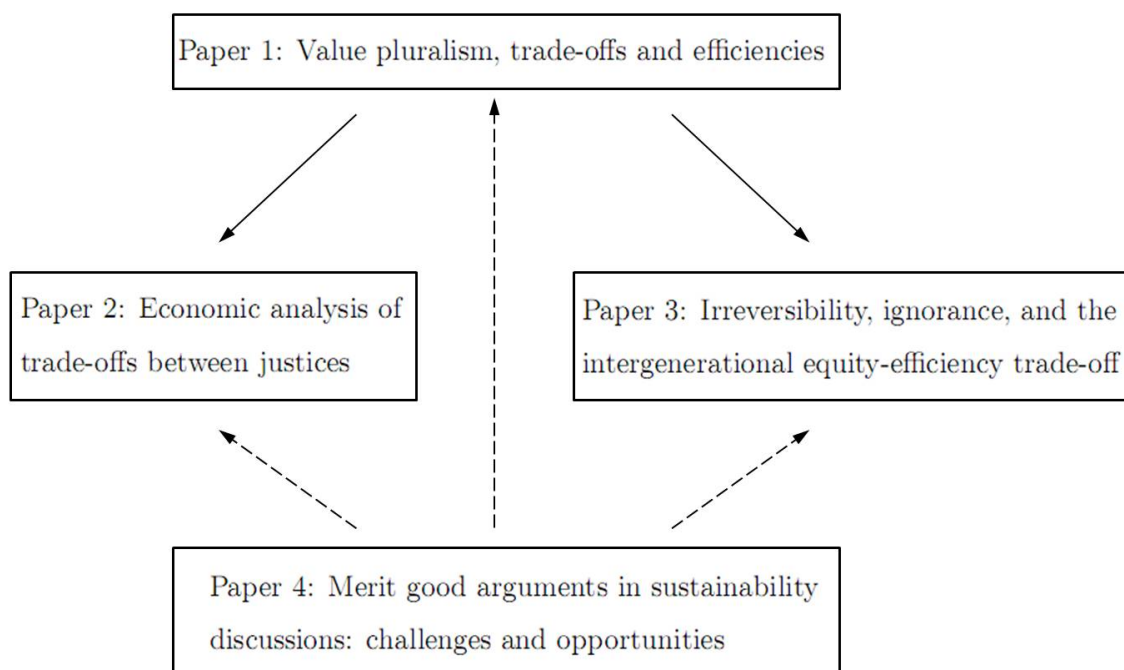 Paper 1: Value pluralism, trade-offs and efficiencies
Paper 2: Economic analysis of
trade-offs between justices
Paper 3: Irreversibility, ignorance, and the
intergenerational equity-efficiency trade-off
Paper 4: Merit good arguments in sustainability
discussions: challenges and opportunities